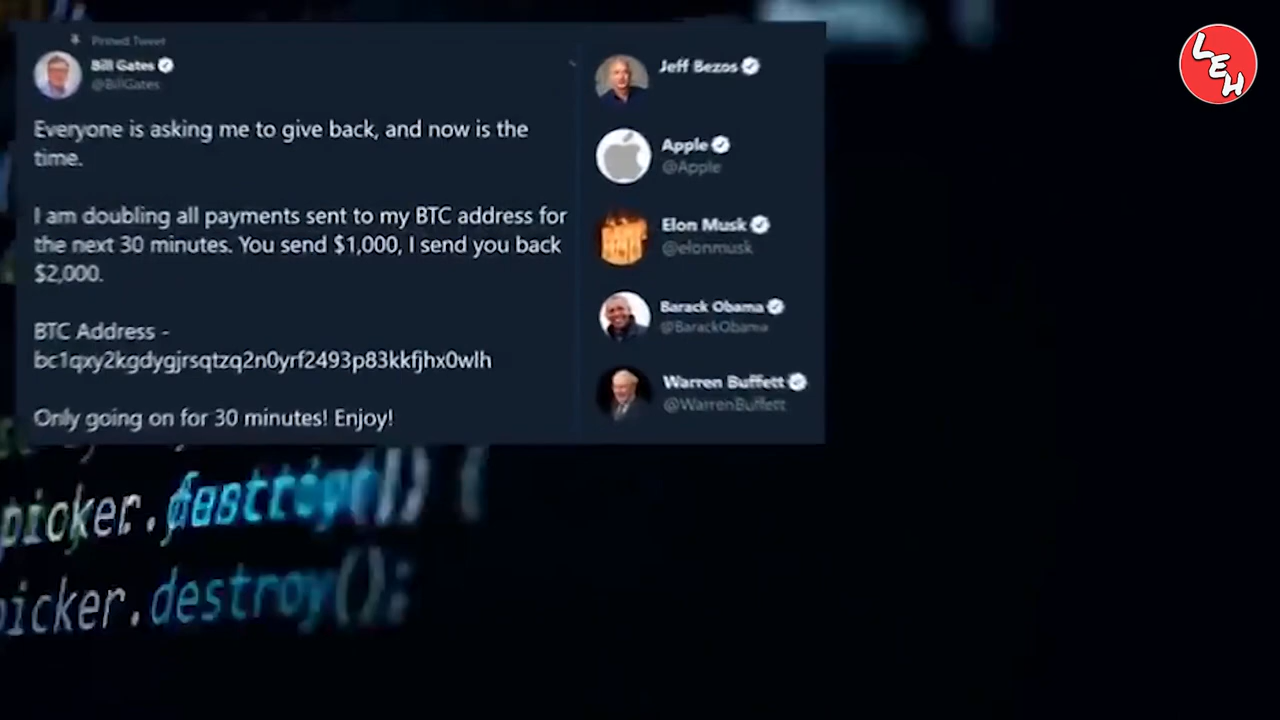 Pinned Tweet
Bill Gates
@BillGates
Everyone is asking me to give back, and now is the
time.
I am doubling all payments sent to my BTC address for
the next 30 minutes. You send $1,000, I send you back
$2,000.
BTC Address -
bc1qxy2kgdygjrsqtzq2n0yrf2493p83kkfjhx0wlh
Only going on for 30 minutes! Enjoy!
Jeff Bezos
Apple
@Apple
Elon Musk
@elonmusk
Barack Obama
@BarackObama
Warren Buffett
@WarrenBuffett
LEH
picker.
picker.destroy();